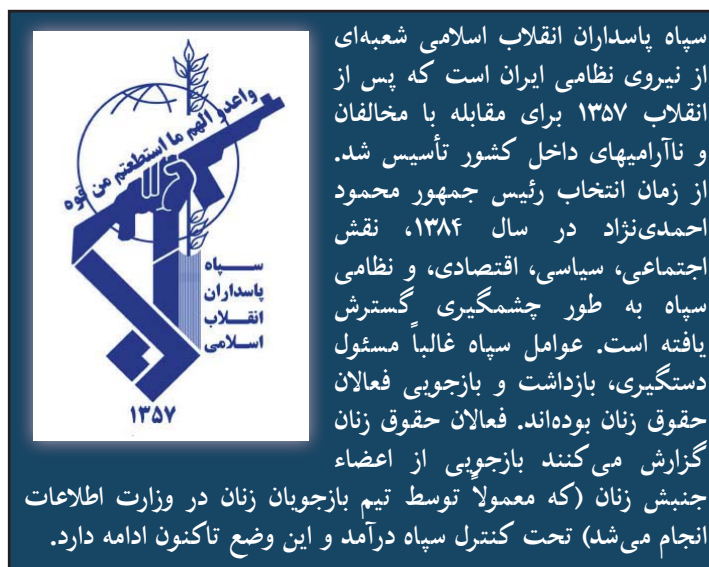 سپاه پاسداران انقلاب اسلامی شعبه‌ای
از نیروی نظامی ایران است که پس از
انقلاب ۱۳۵۷ برای مقابله با مخالفان
و ناآرامیهای داخل کشور تأسیس شد.
از زمان انتخاب رئیس جمهور محمود
احمدی‌نژاد در سال ۱۳۸۴، نقش
اجتماعی، سیاسی، اقتصادی، و نظامی
سپاه به طور چشمگیری گسترش
یافته است. عوامل سپاه غالباً مسئول
دستگیری، بازداشت و بازجویی فعالان
حقوق زنان بوده‌اند. فعالان حقوق زنان
گزارش می‌کنند بازجویی از اعضاء
جنبش زنان (که معمولاً توسط تیم بازجویان زنان در وزارت اطلاعات
انجام می‌شد) تحت کنترل سپاه درآمد و این وضع تاکنون ادامه دارد.
واعدو الهم ما استطعتم من قوه
سپاه
پاسداران
انقلاب
اسلامی
۱۳۵۷